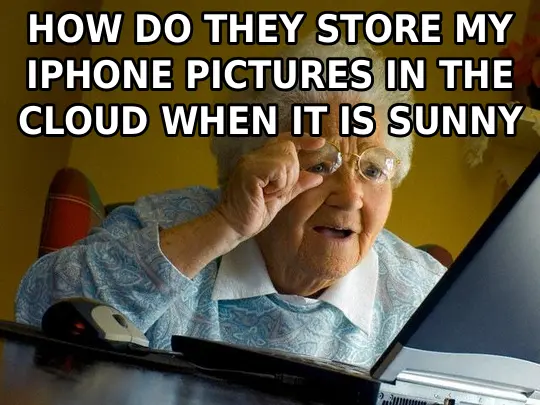 HOW DO THEY STORE MY
IPHONE PICTURES IN THE
CLOUD WHEN IT IS SUNNY